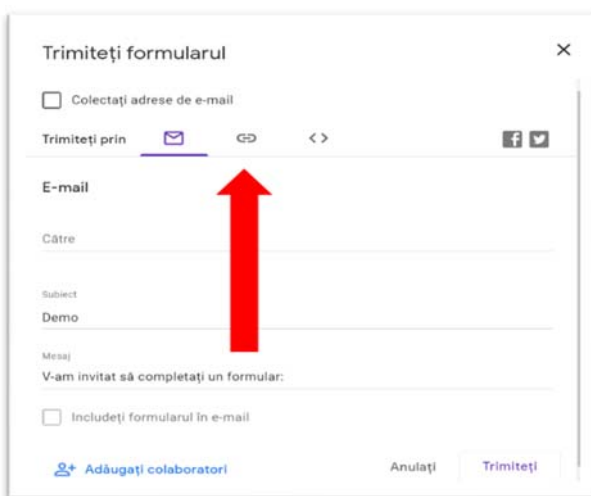 Trimiteți formularul
Colectați adrese de e-mail
Trimiteți prin
E-mail
Către
Subiect
Demo
Mesaj
V-am invitat să completați un formular:
Includeți formularul în e-mail
Adăugați colaboratori Anulați Trimiteți